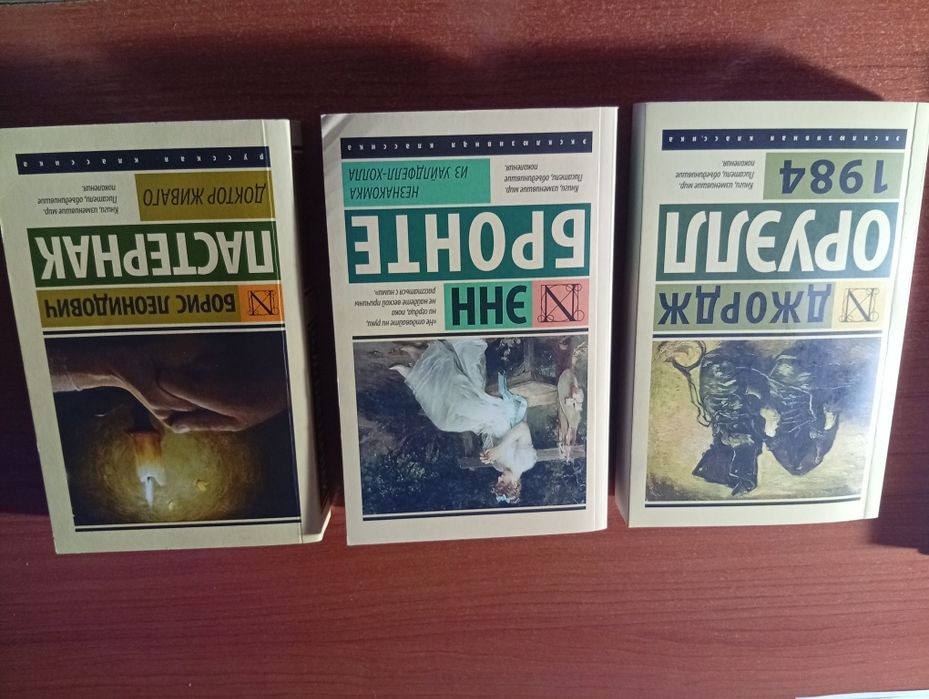 ДЖОРДЖ
ОРУЭЛЛ
1984
Книги, изменившие мир.
Писатели, объединившие
поколения.
эксклюзивная классика
ЭНН
«Не отдавайте ни руки,
ни сердца, пока
не найдете веской причины
расстаться с ними»
БРОНТЕ
Книги, изменившие мир.
Писатели, объединившие
поколения.
НЕЗНАКОМКА
ИЗ УАЙЛДФЕЛЛ-ХОЛЛА
эксклюзивная классика
БОРИС ЛЕОНИДОВИЧ
ПАСТЕРНАК
ДОКТОР ЖИВАГО
Книги, изменившие мир.
Писатели, объединившие
поколения.
русская классика